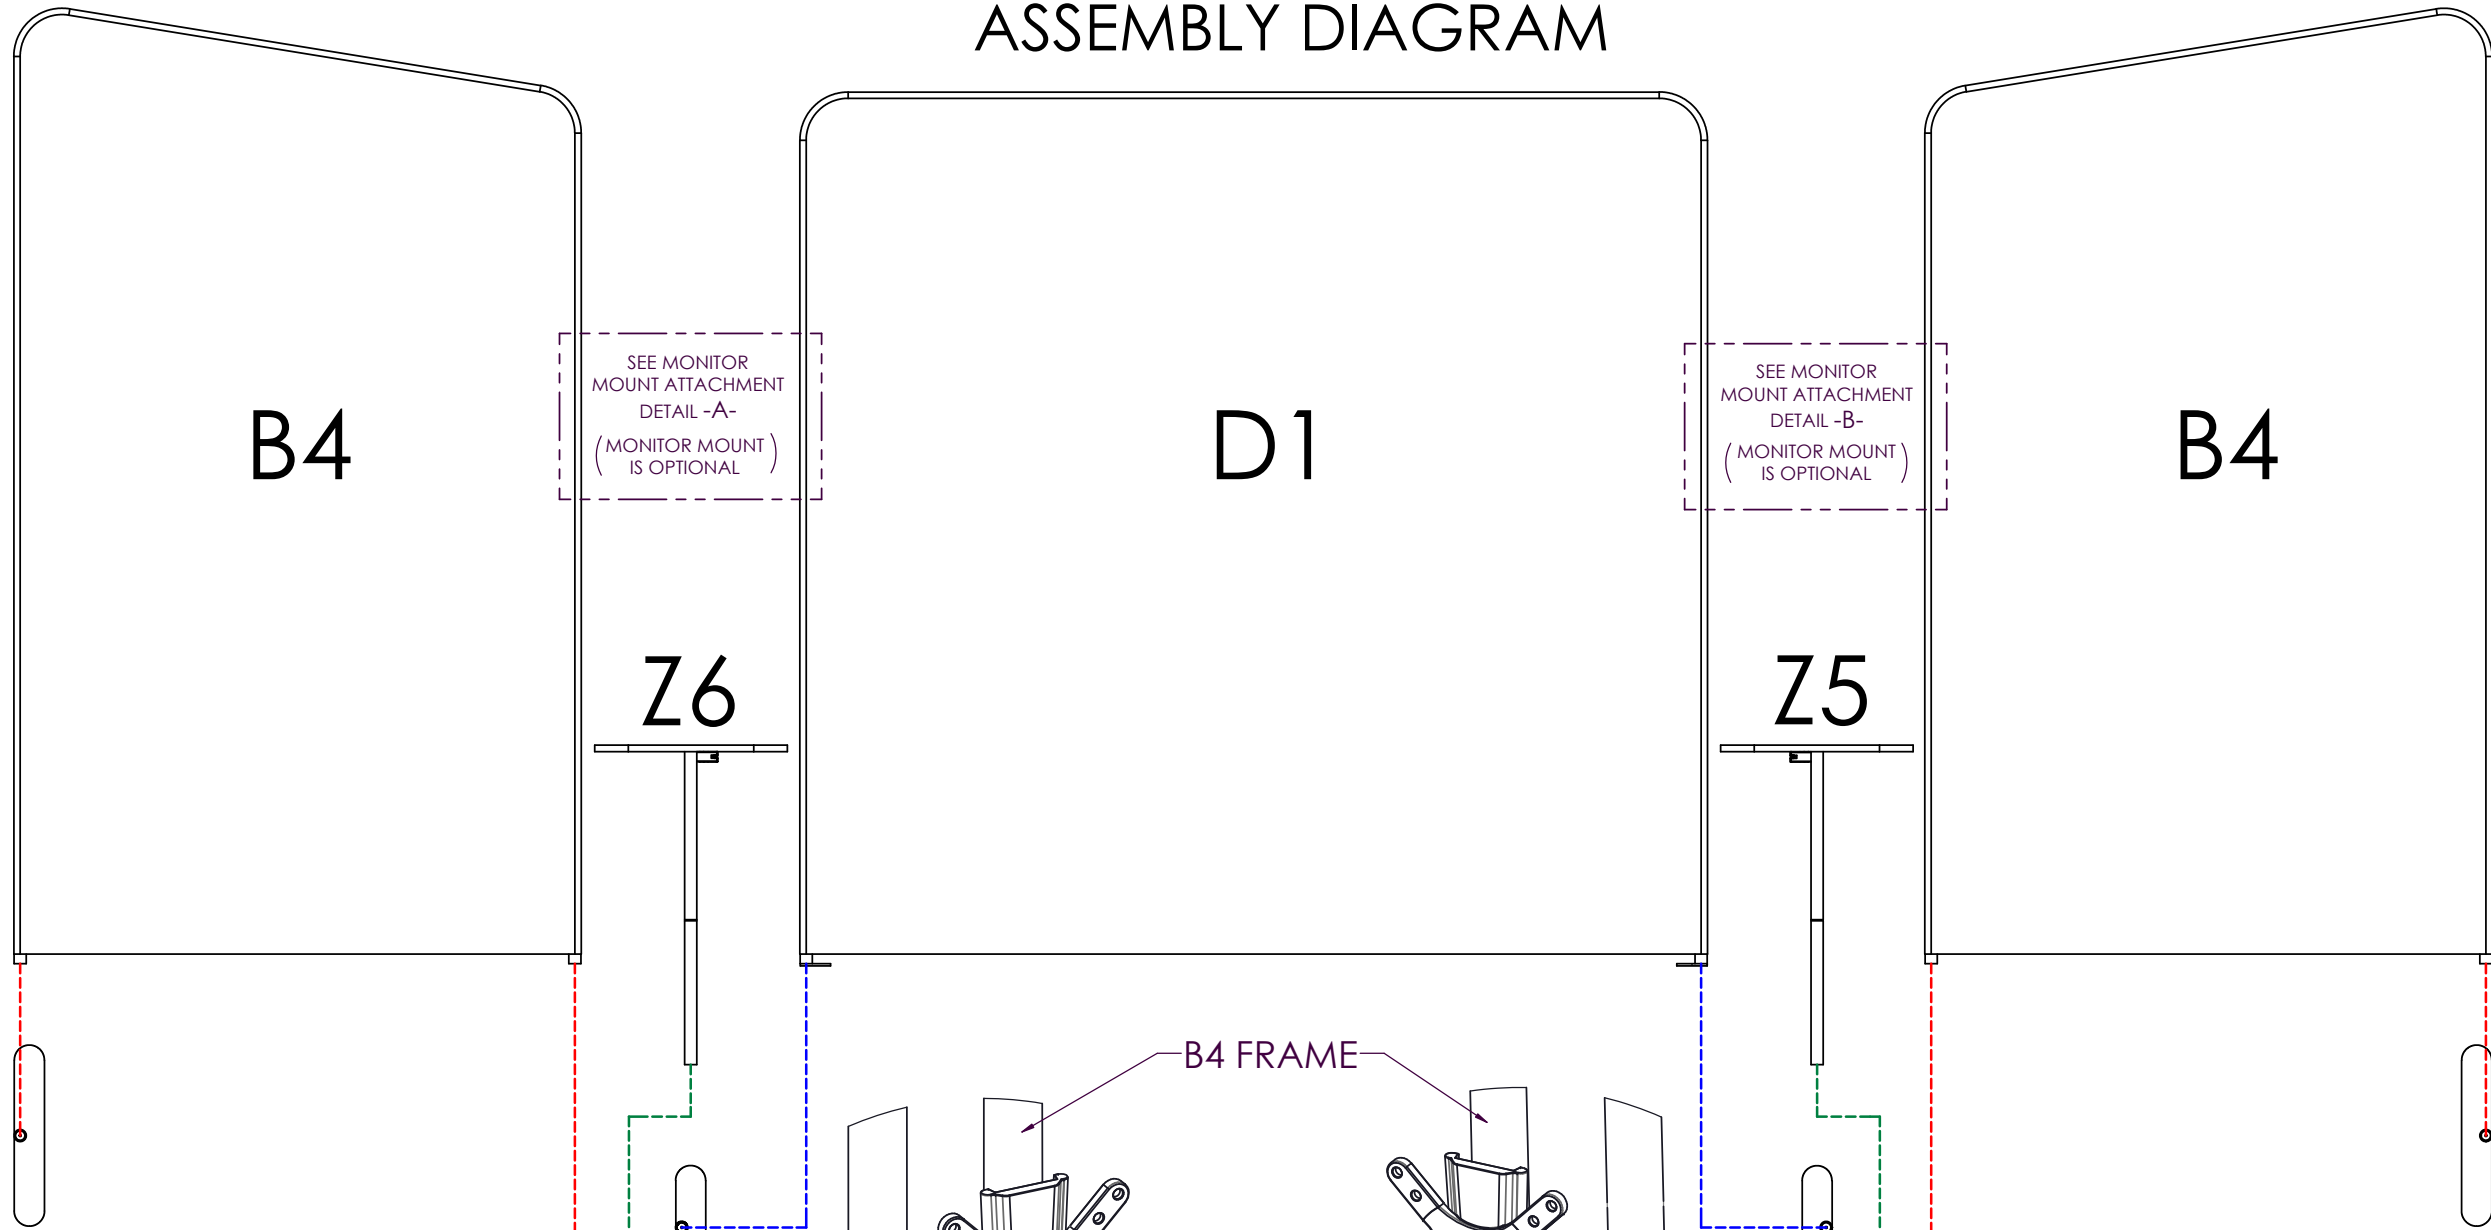 ASSEMBLY DIAGRAM
B4
SEE MONITOR
MOUNT ATTACHMENT
DETAIL -A-
(MONITOR MOUNT
IS OPTIONAL)
D1
SEE MONITOR
MOUNT ATTACHMENT
DETAIL -B-
(MONITOR MOUNT
IS OPTIONAL)
B4
Z6
Z5
B4 FRAME